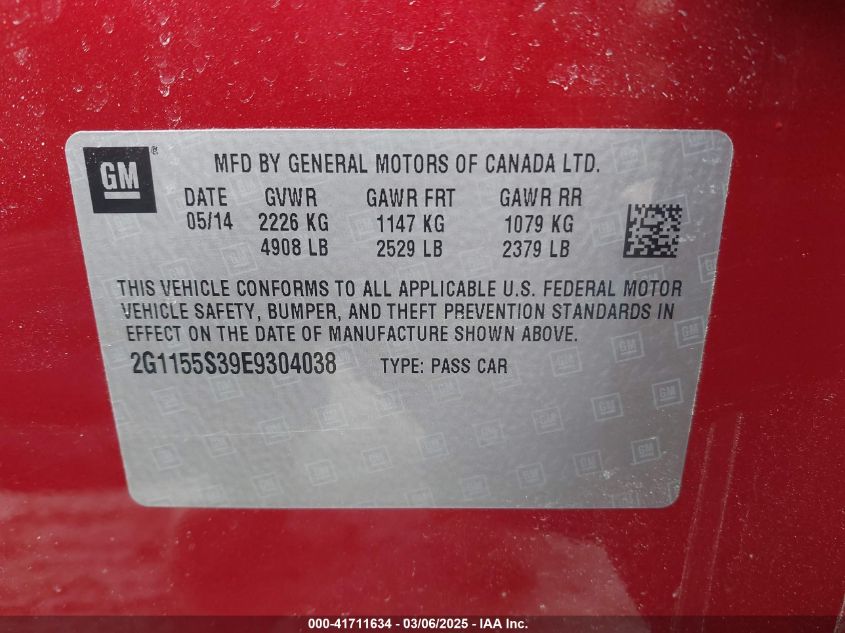 GM®
MFD BY GENERAL MOTORS OF CANADA LTD.
DATE GVWR GAWR FRT GAWR RR
05/14 2226 KG 1147 KG 1079 KG
4908 LB 2529 LB 2379 LB
THIS VEHICLE CONFORMS TO ALL APPLICABLE U.S. FEDERAL MOTOR
VEHICLE SAFETY, BUMPER, AND THEFT PREVENTION STANDARDS IN
EFFECT ON THE DATE OF MANUFACTURE SHOWN ABOVE.
2G1155S39E9304038 TYPE: PASS CAR
000-41711634 - 03/06/2025 - IAA Inc.